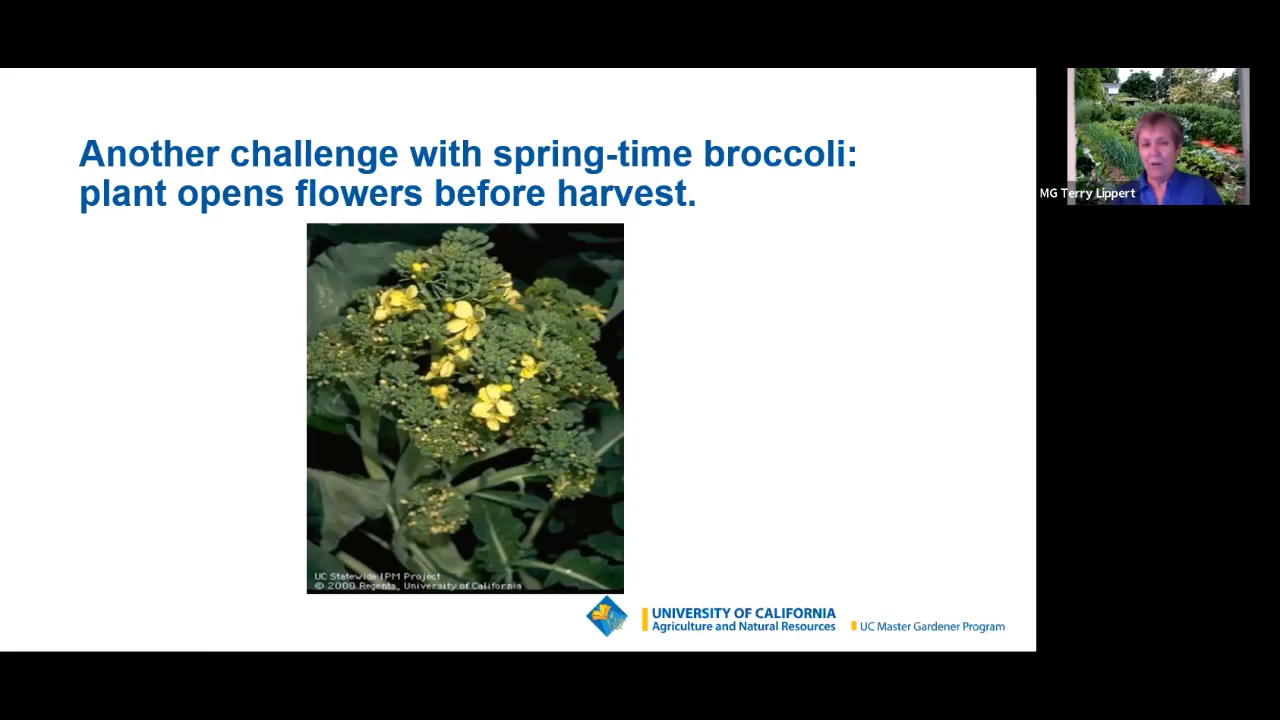 Another challenge with spring-time broccoli:
plant opens flowers before harvest.
MG Terry Lippert
UC Statewide IPM Project
© 2000 Regents, University of California
UNIVERSITY OF CALIFORNIA
Agriculture and Natural Resources
UC Master Gardener Program